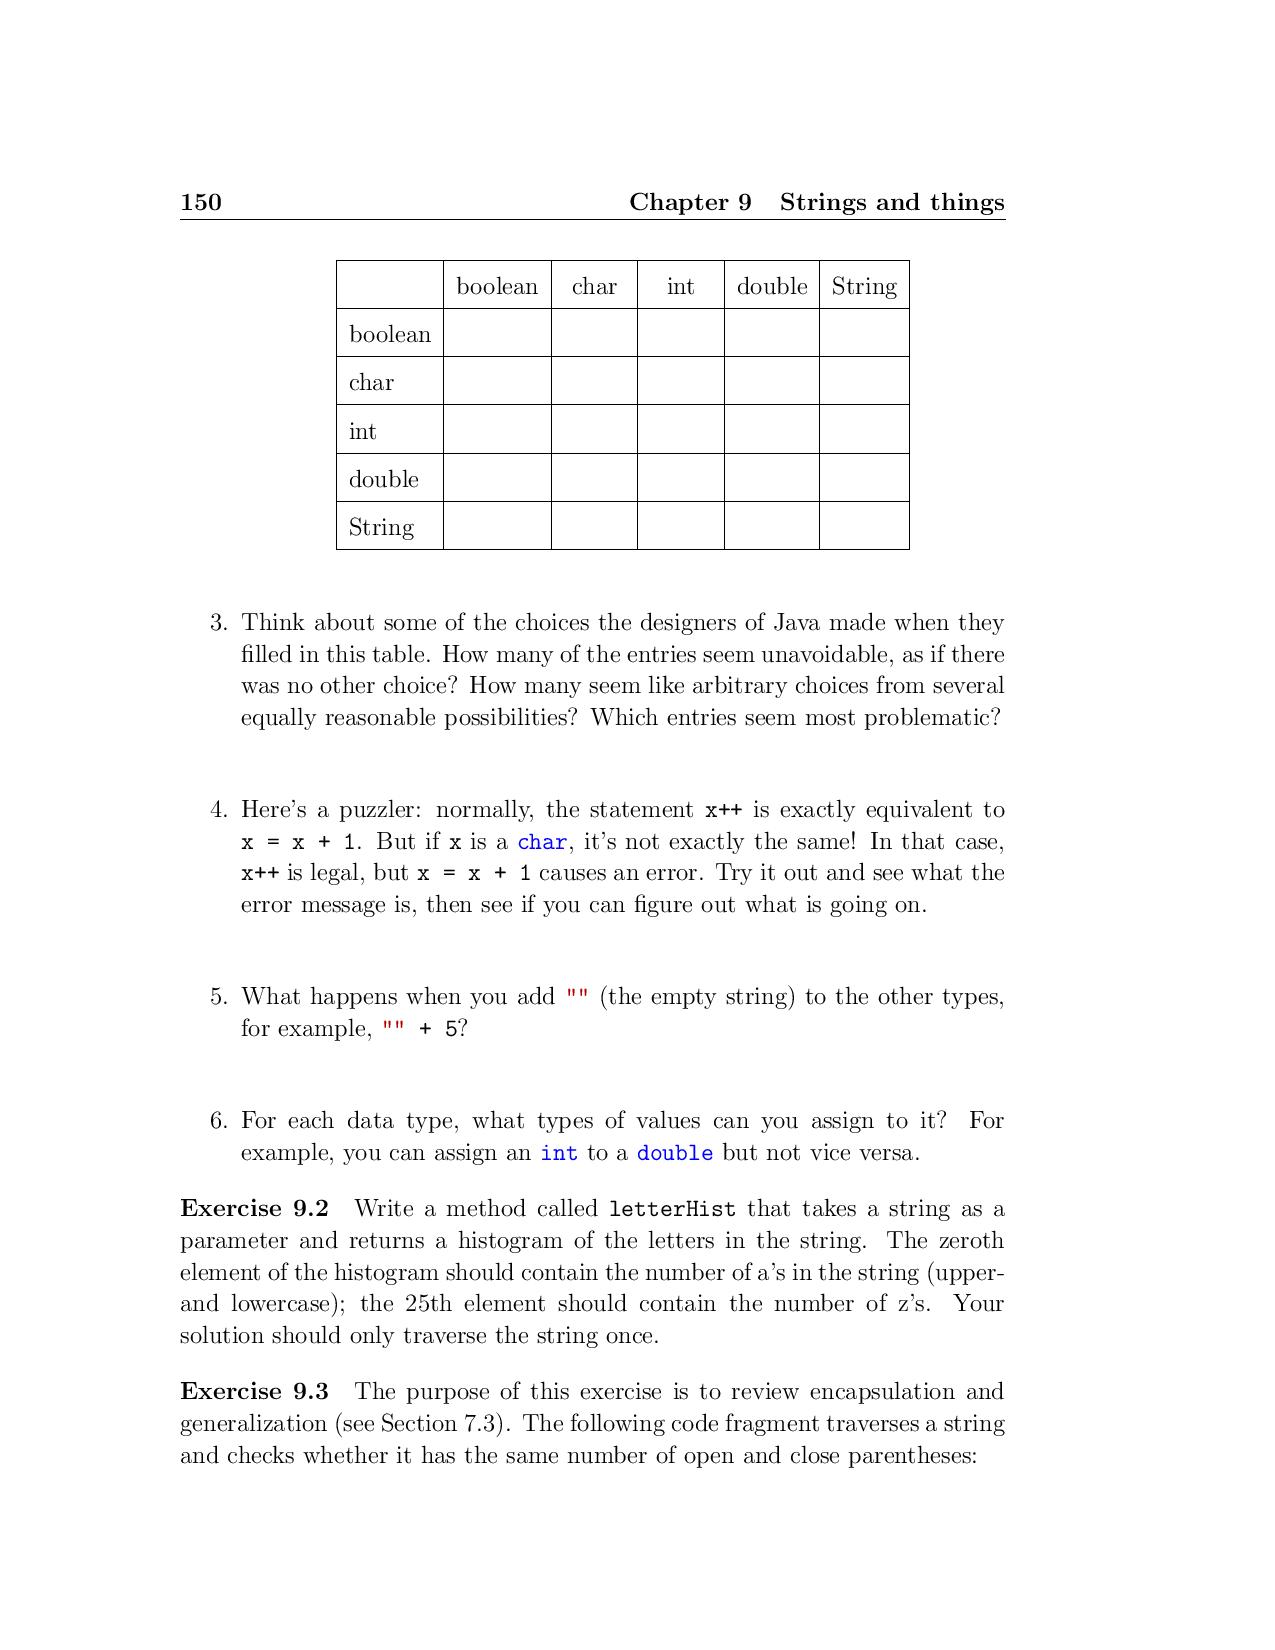 150 Chapter 9 Strings and things
boolean char int double String
boolean
char
int
double
String
3. Think about some of the choices the designers of Java made when they
filled in this table. How many of the entries seem unavoidable, as if there
was no other choice? How many seem like arbitrary choices from several
equally reasonable possibilities? Which entries seem most problematic?
4. Here's a puzzler: normally, the statement x++ is exactly equivalent to
x = x + 1. But if x is a char, it's not exactly the same! In that case,
x++ is legal, but x = x + 1 causes an error. Try it out and see what the
error message is, then see if you can figure out what is going on.
5. What happens when you add "" (the empty string) to the other types,
for example, "" + 5?
6. For each data type, what types of values can you assign to it? For
example, you can assign an int to a double but not vice versa.
Exercise 9.2 Write a method called letterHist that takes a string as a
parameter and returns a histogram of the letters in the string. The zeroth
element of the histogram should contain the number of a's in the string (upper-
and lowercase); the 25th element should contain the number of z's. Your
solution should only traverse the string once.
Exercise 9.3 The purpose of this exercise is to review encapsulation and
generalization (see Section 7.3). The following code fragment traverses a string
and checks whether it has the same number of open and close parentheses: